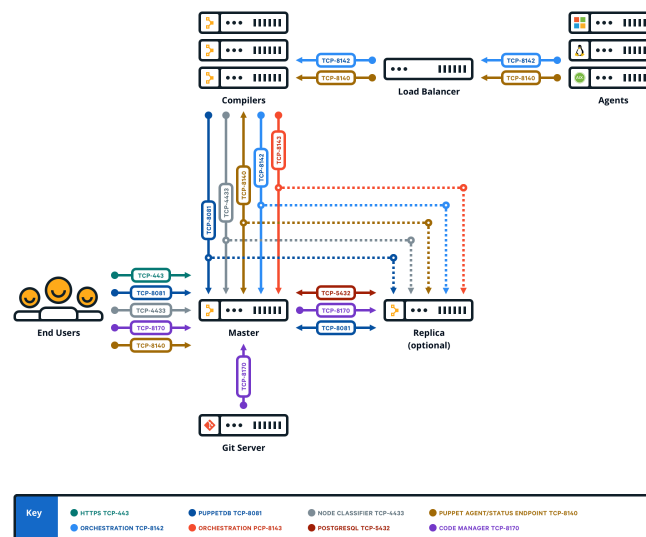 TCP-8142
TCP-8142
TCP-8140
TCP-8140
Compilers
Load Balancer
Agents
TCP-8081
TCP-4433
TCP-8140
TCP-8142
TCP-8143
TCP-443
TCP-8081
TCP-4433
TCP-8170
TCP-8140
TCP-5432
TCP-8170
TCP-8081
End Users
Master
Replica
(optional)
TCP-8170
Git Server
Key
HTTPS TCP-443
PUPPETDB TCP-8081
NODE CLASSIFIER TCP-4433
PUPPET AGENT/STATUS ENDPOINT TCP-8140
ORCHESTRATION TCP-8142
ORCHESTRATION PCP-8143
POSTGRESQL TCP-5432
CODE MANAGER TCP-8170